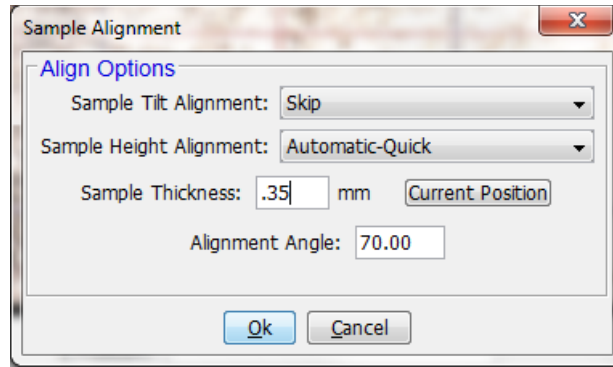 Sample Alignment
Align Options
Sample Tilt Alignment: Skip
Sample Height Alignment: Automatic-Quick
Sample Thickness: .35 mm Current Position
Alignment Angle: 70.00
Ok Cancel